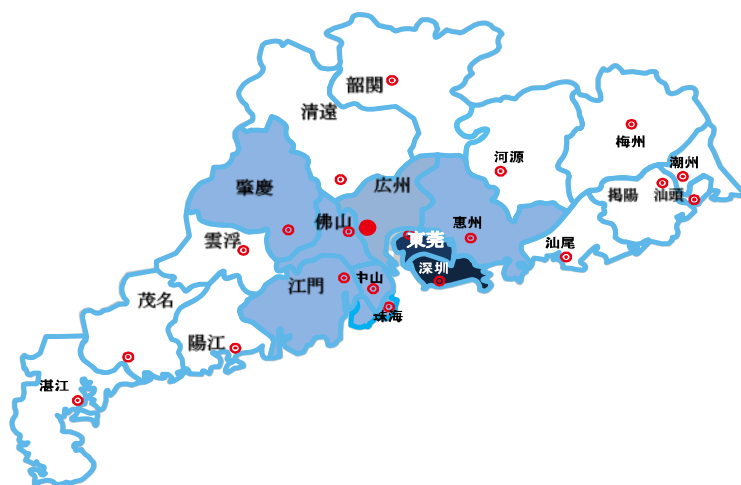 韶関
清遠
梅州
河源
潮州
広州
肇慶
掲陽
汕頭
佛山
惠州
雲浮
東莞
汕尾
深圳
中山
江門
茂名
珠海
陽江
湛江